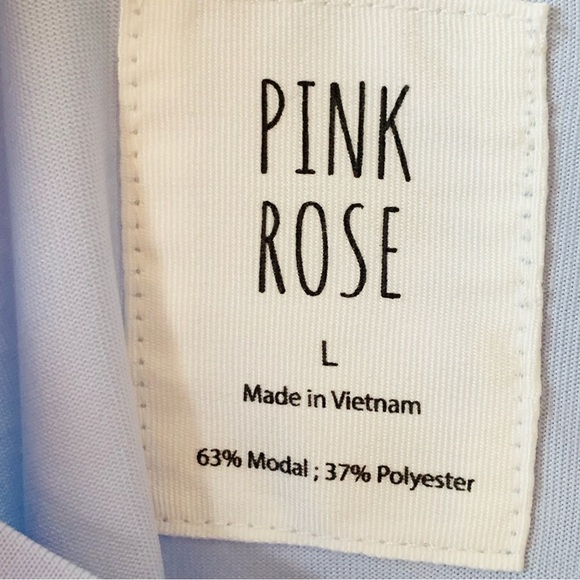 PINK
ROSE
L
Made in Vietnam
63% Modal ; 37% Polyester